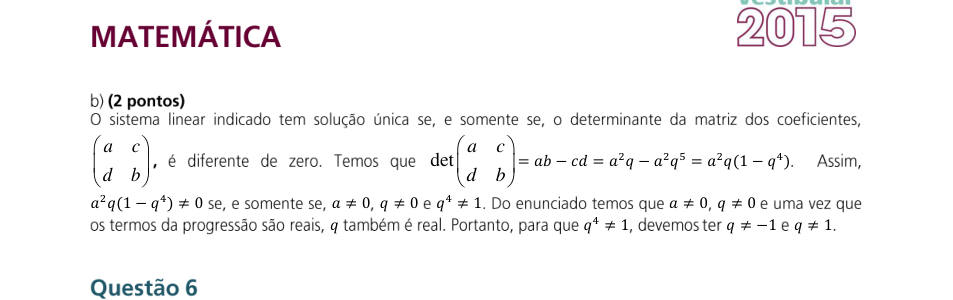 Vestibular
MATEMÁTICA
2015
b) (2 pontos)
O sistema linear indicado tem solução única se, e somente se, o determinante da matriz dos coeficientes,
(a c
d b), é diferente de zero. Temos que det(a c
d b) = ab − cd = a²q − a²q⁵ = a²q(1 − q⁴). Assim,
a²q(1 − q⁴) ≠ 0 se, e somente se, a ≠ 0, q ≠ 0 e q⁴ ≠ 1. Do enunciado temos que a ≠ 0, q ≠ 0 e uma vez que
os termos da progressão são reais, q também é real. Portanto, para que q⁴ ≠ 1, devemos ter q ≠ −1 e q ≠ 1.
Questão 6